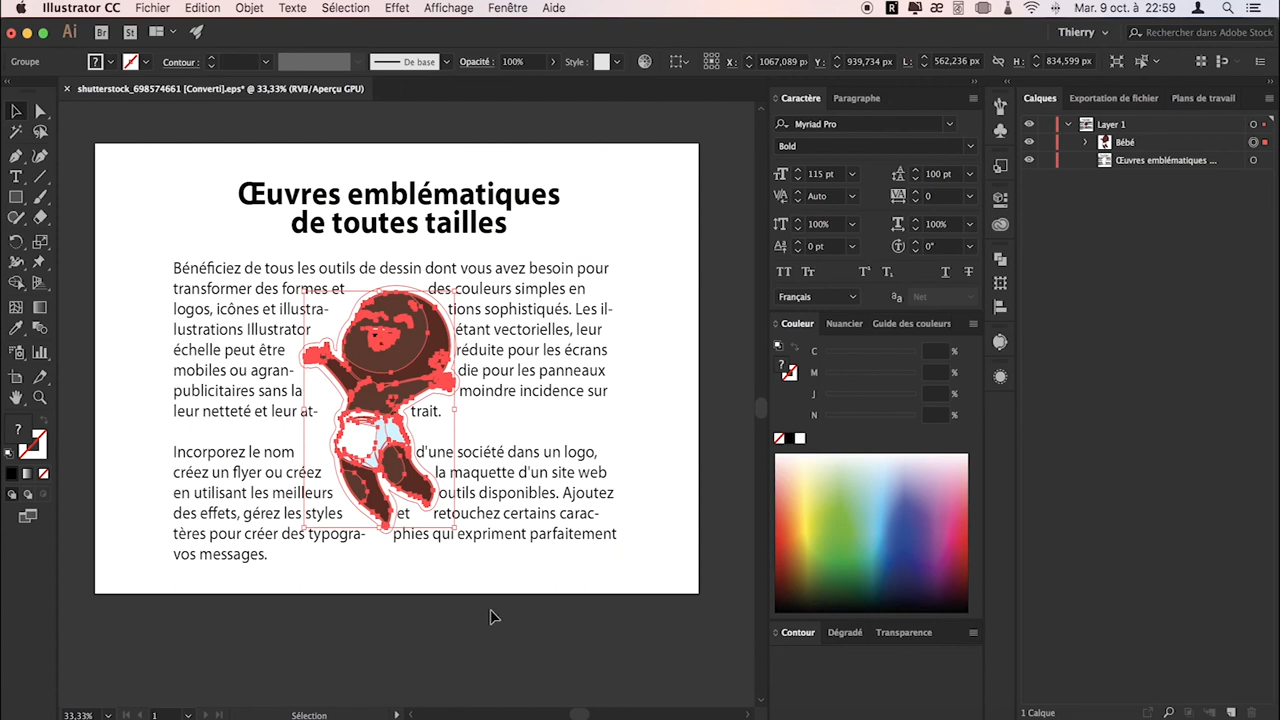 Illustrator CC Fichier Edition Objet Texte Sélection Effet Affichage Fenêtre Aide Mar. 9 oct. à 22:59
Ai Br St Thierry Rechercher dans Adobe Stock
Groupe ? Contour : De base Opacité : 100% Style : X : 1067,089 px Y : 939,734 px L : 562,236 px H : 834,599 px
shutterstock_698574661 [Converti].eps* @ 33,33% (RVB/Aperçu GPU)
Caractère Paragraphe
Calques Exportation de fichier Plans de travail
Myriad Pro
Layer 1
Bold
Bébé
Œuvres emblématiques ...
115 pt 100 pt
Auto 0
100% 100%
0 pt 0°
Français Net
Couleur Nuancier Guide des couleurs
C %
M %
J %
N %
Contour Dégradé Transparence
Œuvres emblématiques
de toutes tailles
Bénéficiez de tous les outils de dessin dont vous avez besoin pour
transformer des formes et des couleurs simples en
logos, icônes et illustra- tions sophistiqués. Les il-
lustrations Illustrator étant vectorielles, leur
échelle peut être réduite pour les écrans
mobiles ou agran- die pour les panneaux
publicitaires sans la moindre incidence sur
leur netteté et leur at- trait.
Incorporez le nom d'une société dans un logo,
créez un flyer ou créez la maquette d'un site web
en utilisant les meilleurs outils disponibles. Ajoutez
des effets, gérez les styles et retouchez certains carac-
tères pour créer des typogra- phies qui expriment parfaitement
vos messages.
33,33% 1 Sélection
1 Calque